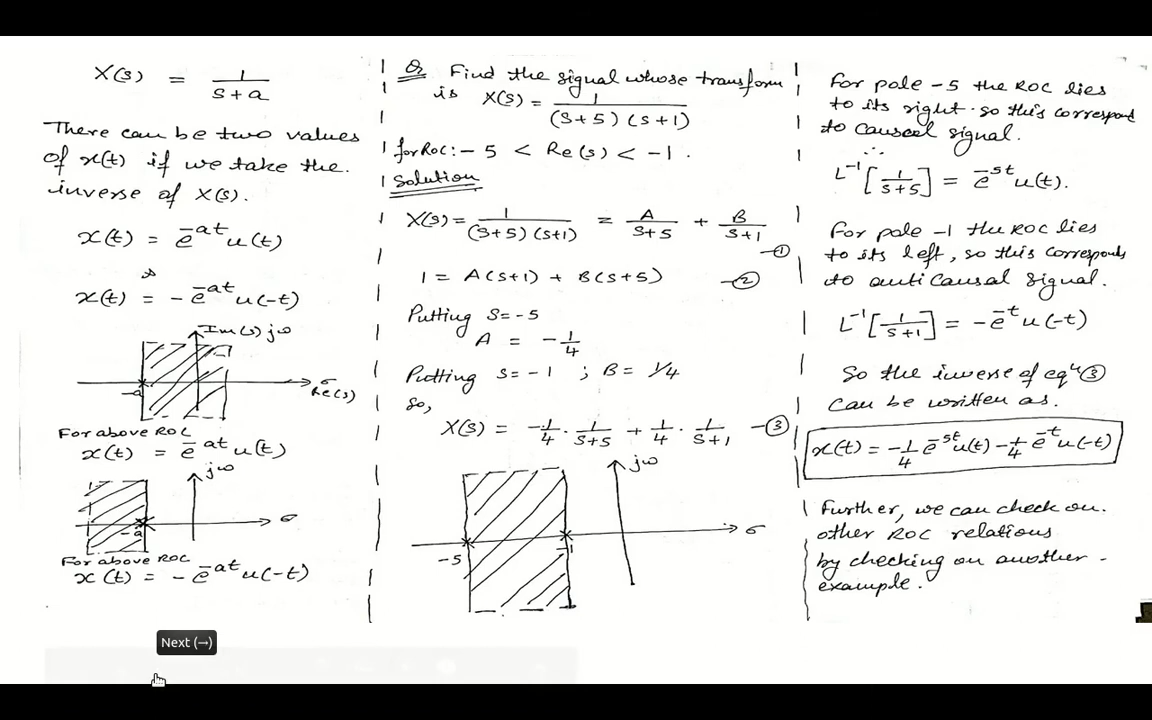 X(s) = 1/(s+a)
There can be two values
of x(t) if we take the.
inverse of X(s).
x(t) = e^-at u(t)
or
x(t) = -e^-at u(-t)
Im(s) jω
-a
σ
Re(s)
For above ROC
x(t) = e^-at u(t)
jω
-a
σ
For above ROC
x(t) = -e^-at u(-t)
Q Find the signal whose transform
is X(s) = 1/((s+5)(s+1))
for ROC: -5 < Re(s) < -1.
Solution
X(s) = 1/((s+5)(s+1)) = A/(s+5) + B/(s+1) —①
1 = A(s+1) + B(s+5) —②
Putting s=-5
A = -1/4
Putting s=-1 ; B= 1/4
so,
X(s) = -1/4 · 1/(s+5) + 1/4 · 1/(s+1) —③
jω
σ
-5
-1
For pole -5 the ROC lies
to its right. so this correspond
to causal signal.
∴
L^-1[1/(s+5)] = e^-5t u(t).
For pole -1 the ROC lies
to its left, so this corresponds
to anti causal signal.
L^-1[1/(s+1)] = -e^-t u(-t)
So the inverse of eqn ③
can be written as.
x(t) = -1/4 e^-5t u(t) - 1/4 e^-t u(-t)
Further, we can check on.
other ROC relations
by checking on another -
example.
Next (→)